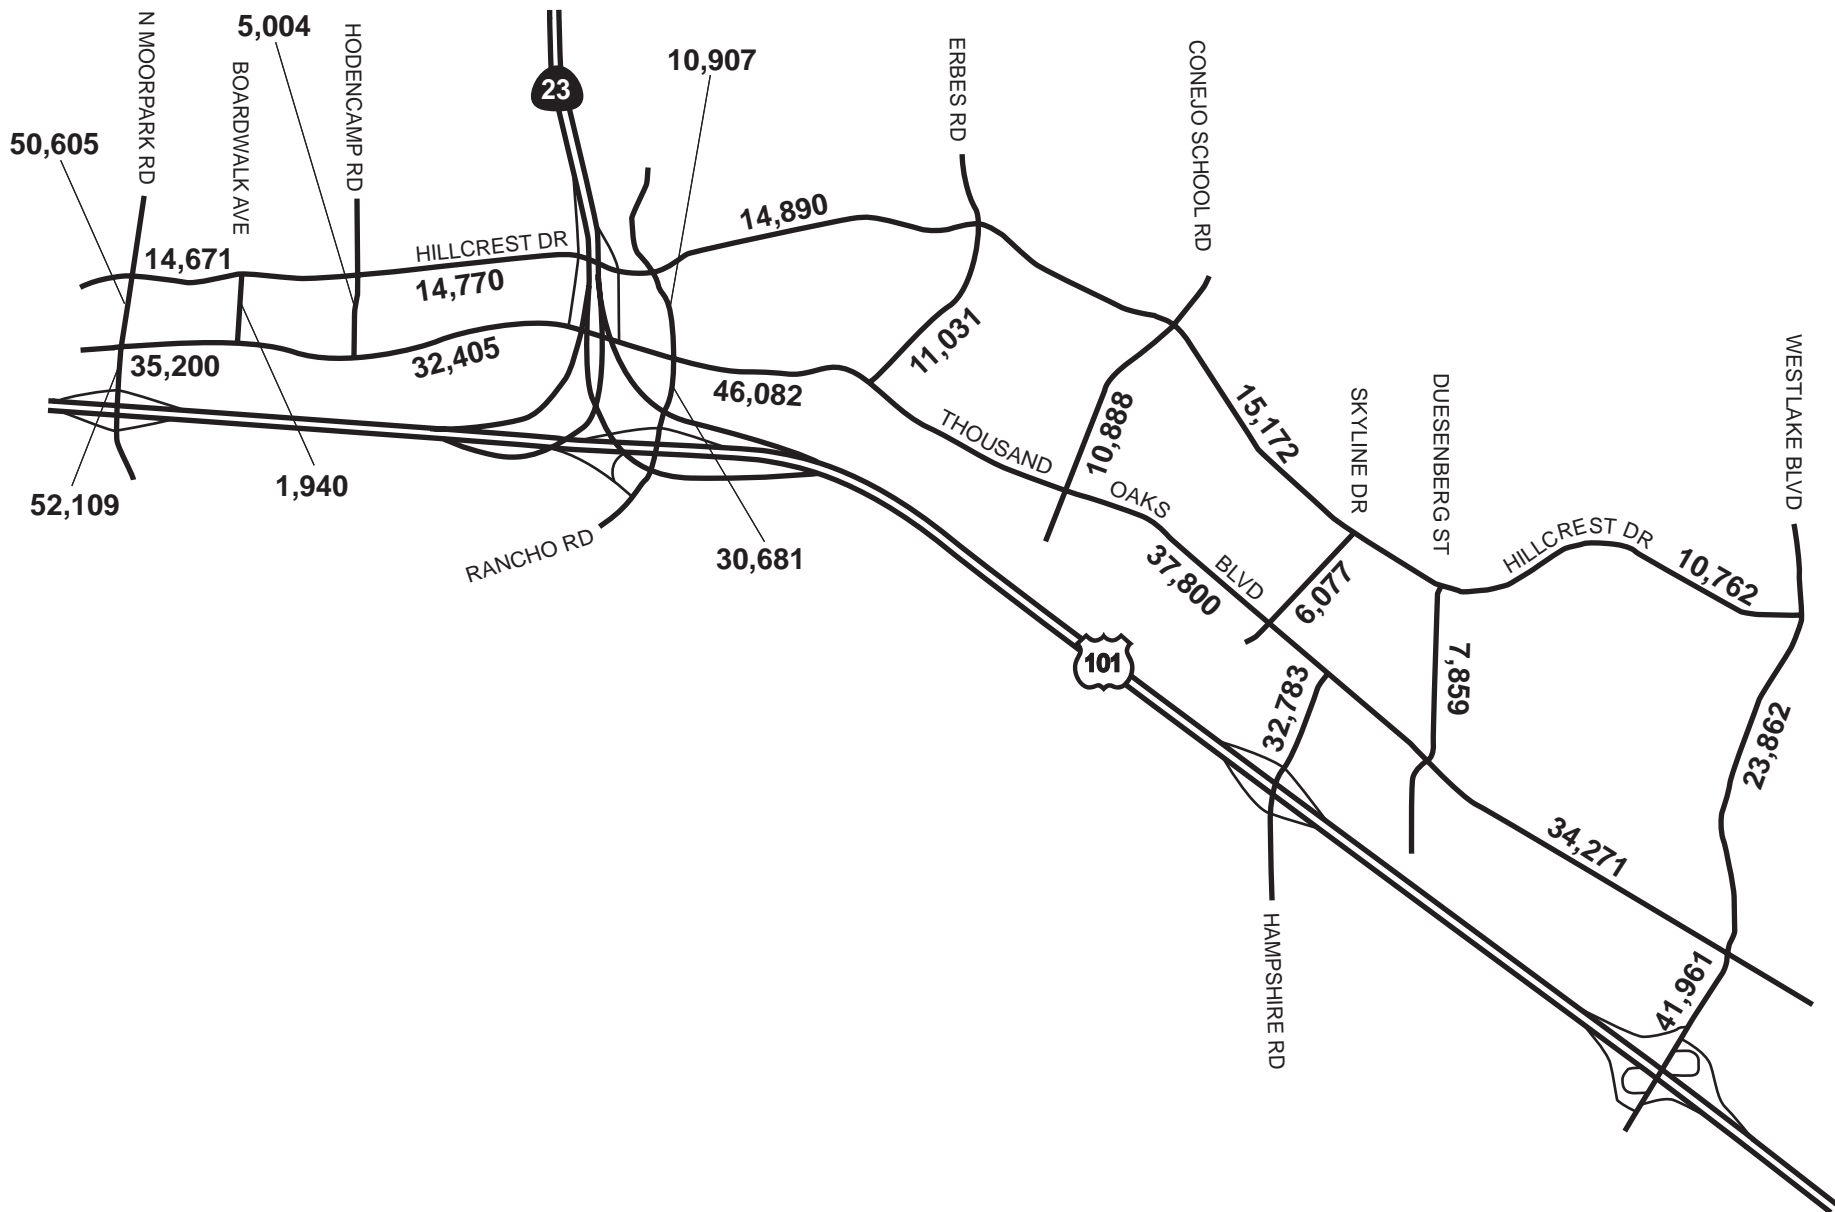 N MOORPARK RD
5,004
HODENCAMP RD
BOARDWALK AVE
23
10,907
ERBES RD
CONEJO SCHOOL RD
50,605
14,671
HILLCREST DR
14,770
14,890
35,200
32,405
46,082
11,031
10,888
15,172
SKYLINE DR
DUESENBERG ST
WESTLAKE BLVD
THOUSAND
OAKS
BLVD
52,109
1,940
RANCHO RD
30,681
37,800
6,077
HILLCREST DR
10,762
101
32,783
7,859
23,862
34,271
HAMPSHIRE RD
41,961